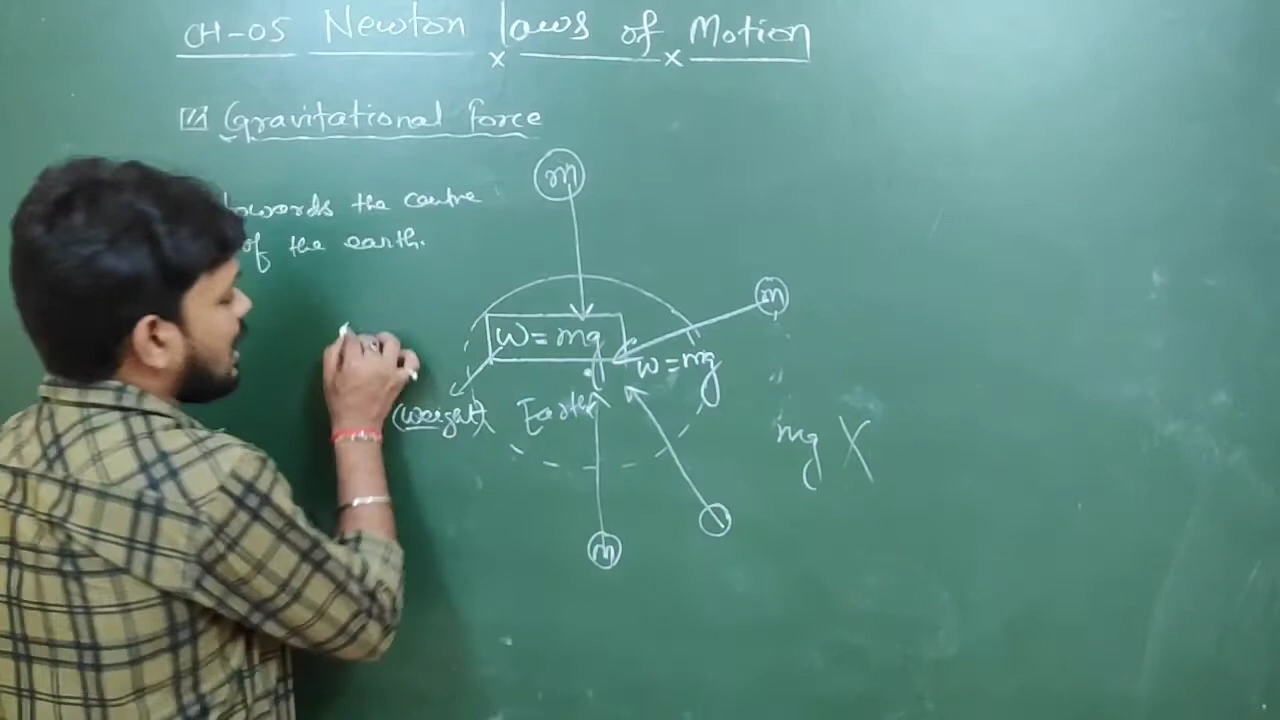 CH-05 Newton laws of Motion
Gravitational force
towards the centre
of the earth.
m
m
W = mg
W = mg
(weight)
Earth
mg X
m